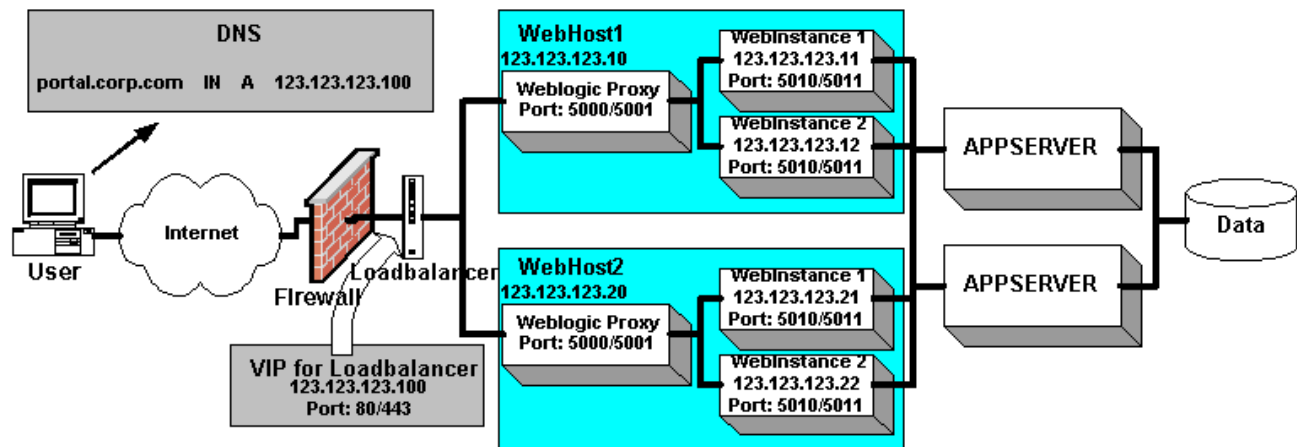 DNS
portal.corp.com IN A 123.123.123.100
User
Internet
Firewall
Loadbalancer
VIP for Loadbalancer
123.123.123.100
Port: 80/443
WebHost1
123.123.123.10
Weblogic Proxy
Port: 5000/5001
WebInstance 1
123.123.123.11
Port: 5010/5011
WebInstance 2
123.123.123.12
Port: 5010/5011
WebHost2
123.123.123.20
Weblogic Proxy
Port: 5000/5001
WebInstance 1
123.123.123.21
Port: 5010/5011
WebInstance 2
123.123.123.22
Port: 5010/5011
APPSERVER
APPSERVER
Data